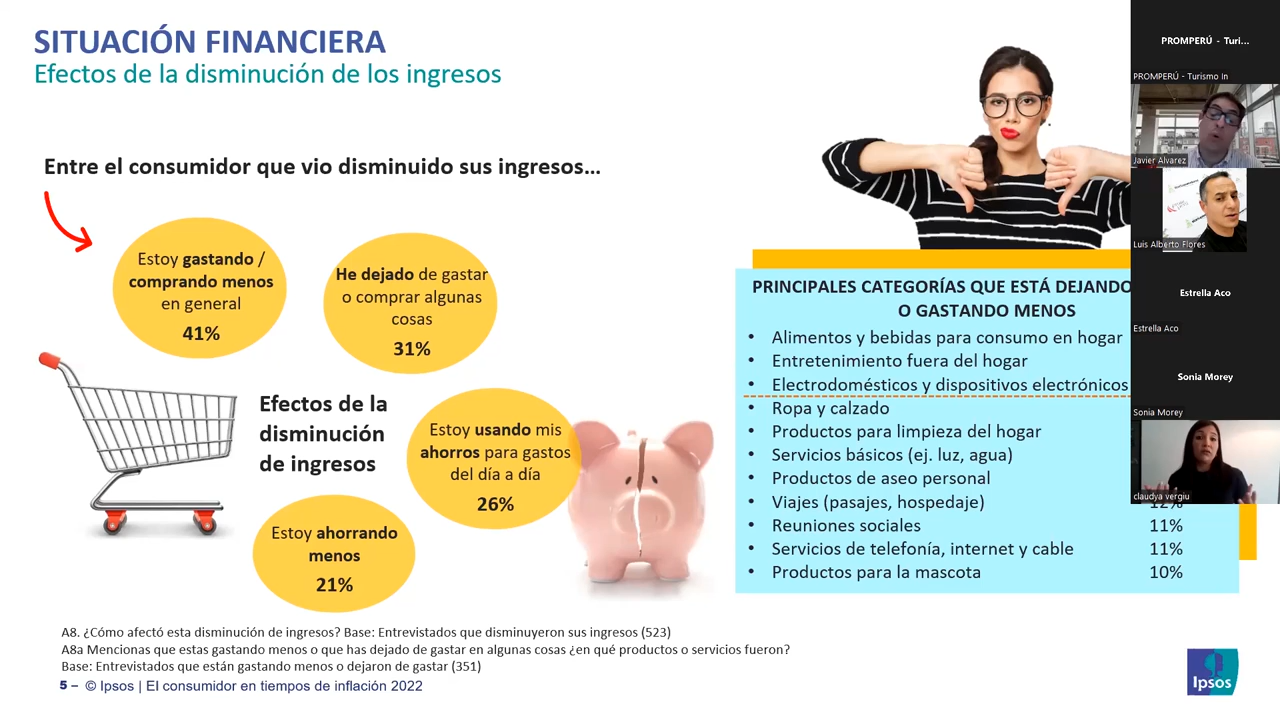 SITUACIÓN FINANCIERA
Efectos de la disminución de los ingresos
Entre el consumidor que vio disminuido sus ingresos...
Estoy gastando /
comprando menos
en general
41%
He dejado de gastar
o comprar algunas
cosas
31%
Efectos de la
disminución
de ingresos
Estoy usando mis
ahorros para gastos
del día a día
26%
Estoy ahorrando
menos
21%
PRINCIPALES CATEGORÍAS QUE ESTÁ DEJANDO
O GASTANDO MENOS
• Alimentos y bebidas para consumo en hogar
• Entretenimiento fuera del hogar
• Electrodomésticos y dispositivos electrónicos
• Ropa y calzado
• Productos para limpieza del hogar
• Servicios básicos (ej. luz, agua)
• Productos de aseo personal
• Viajes (pasajes, hospedaje) 12%
• Reuniones sociales 11%
• Servicios de telefonía, internet y cable 11%
• Productos para la mascota 10%
A8. ¿Cómo afectó esta disminución de ingresos? Base: Entrevistados que disminuyeron sus ingresos (523)
A8a Mencionas que estas gastando menos o que has dejado de gastar en algunas cosas ¿en qué productos o servicios fueron?
Base: Entrevistados que están gastando menos o dejaron de gastar (351)
5 – © Ipsos | El consumidor en tiempos de inflación 2022
Ipsos
PROMPERÚ - Turi...
PROMPERÚ - Turismo In
Javier Alvarez
Luis Alberto Flores
Estrella Aco
Estrella Aco
Sonia Morey
Sonia Morey
claudya vergiu